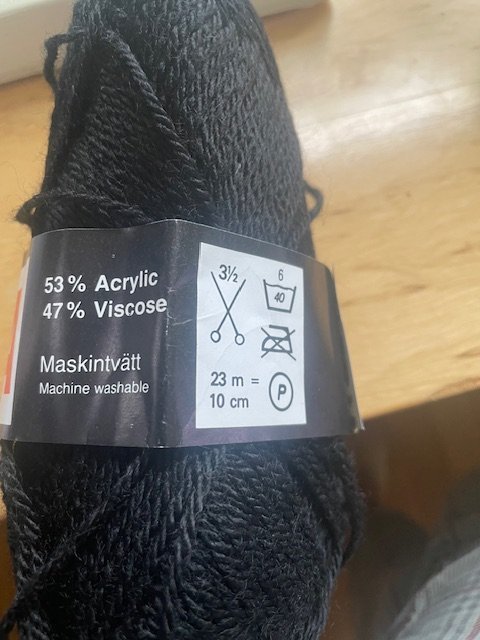 53% Acrylic
47% Viscose
Maskintvätt
Machine washable
3½
6
40
23 m =
10 cm
P